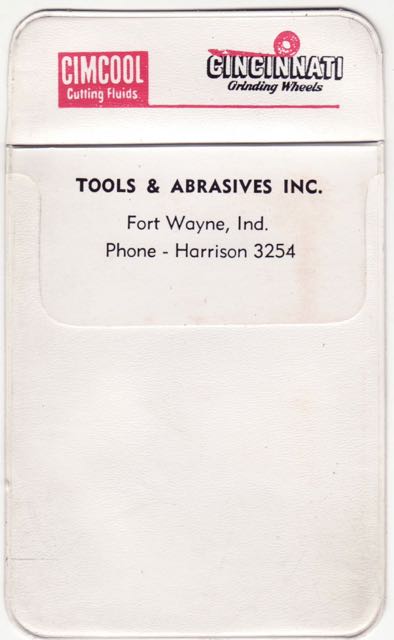 CIMCOOL
Cutting Fluids
CINCINNATI
Grinding Wheels
TOOLS & ABRASIVES INC.
Fort Wayne, Ind.
Phone - Harrison 3254